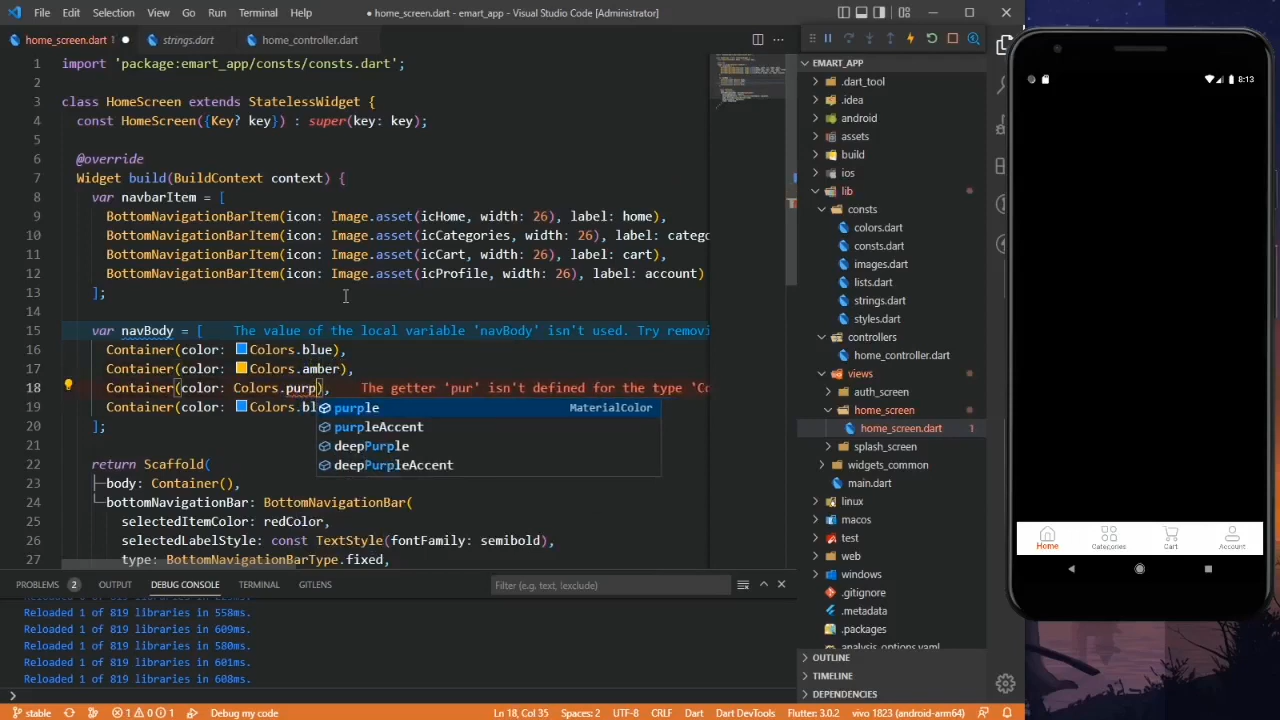 File Edit Selection View Go Run Terminal Help
● home_screen.dart - emart_app - Visual Studio Code [Administrator]
home_screen.dart 1 ●
strings.dart
home_controller.dart
1 import 'package:emart_app/consts/consts.dart';
2
3 class HomeScreen extends StatelessWidget {
4 const HomeScreen({Key? key}) : super(key: key);
5
6 @override
7 Widget build(BuildContext context) {
8 var navbarItem = [
9 BottomNavigationBarItem(icon: Image.asset(icHome, width: 26), label: home),
10 BottomNavigationBarItem(icon: Image.asset(icCategories, width: 26), label: catego
11 BottomNavigationBarItem(icon: Image.asset(icCart, width: 26), label: cart),
12 BottomNavigationBarItem(icon: Image.asset(icProfile, width: 26), label: account)
13 ];
14
15 var navBody = [ The value of the local variable 'navBody' isn't used. Try removi
16 Container(color: Colors.blue),
17 Container(color: Colors.amber),
18 Container(color: Colors.purp), The getter 'pur' isn't defined for the type 'Co
19 Container(color: Colors.bl
purple MaterialColor
purpleAccent
deepPurple
deepPurpleAccent
20 ];
21
22 return Scaffold(
23 body: Container(),
24 bottomNavigationBar: BottomNavigationBar(
25 selectedItemColor: redColor,
26 selectedLabelStyle: const TextStyle(fontFamily: semibold),
27 type: BottomNavigationBarType.fixed,
PROBLEMS 2 OUTPUT DEBUG CONSOLE TERMINAL GITLENS
Filter (e.g. text, !exclude)
Reloaded 1 of 819 libraries in 558ms.
Reloaded 1 of 819 libraries in 609ms.
Reloaded 1 of 819 libraries in 580ms.
Reloaded 1 of 819 libraries in 601ms.
Reloaded 1 of 819 libraries in 608ms.
EMART_APP
.dart_tool
.idea
android
assets
build
ios
lib
consts
colors.dart
consts.dart
images.dart
lists.dart
strings.dart
styles.dart
controllers
home_controller.dart
views
auth_screen
home_screen
home_screen.dart 1
splash_screen
widgets_common
main.dart
linux
macos
test
web
windows
.gitignore
.metadata
.packages
analysis_options.yaml
OUTLINE
TIMELINE
DEPENDENCIES
8:13
Home Categories Cart Account
stable 1 0 1 Debug my code
Ln 18, Col 35 Spaces: 2 UTF-8 CRLF Dart Dart DevTools Flutter: 3.0.2 vivo 1823 (android-arm64)